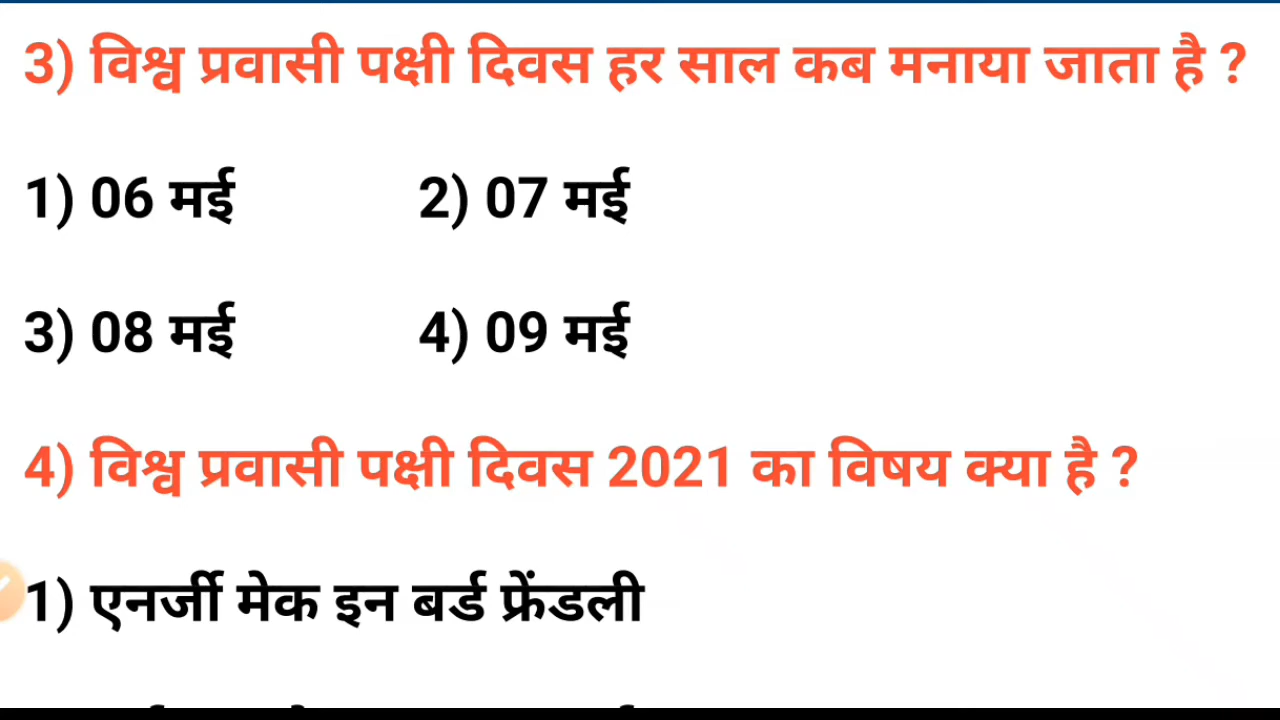 3) विश्व प्रवासी पक्षी दिवस हर साल कब मनाया जाता है ?
1) 06 मई 2) 07 मई
3) 08 मई 4) 09 मई
4) विश्व प्रवासी पक्षी दिवस 2021 का विषय क्या है ?
1) एनर्जी मेक इन बर्ड फ्रेंडली